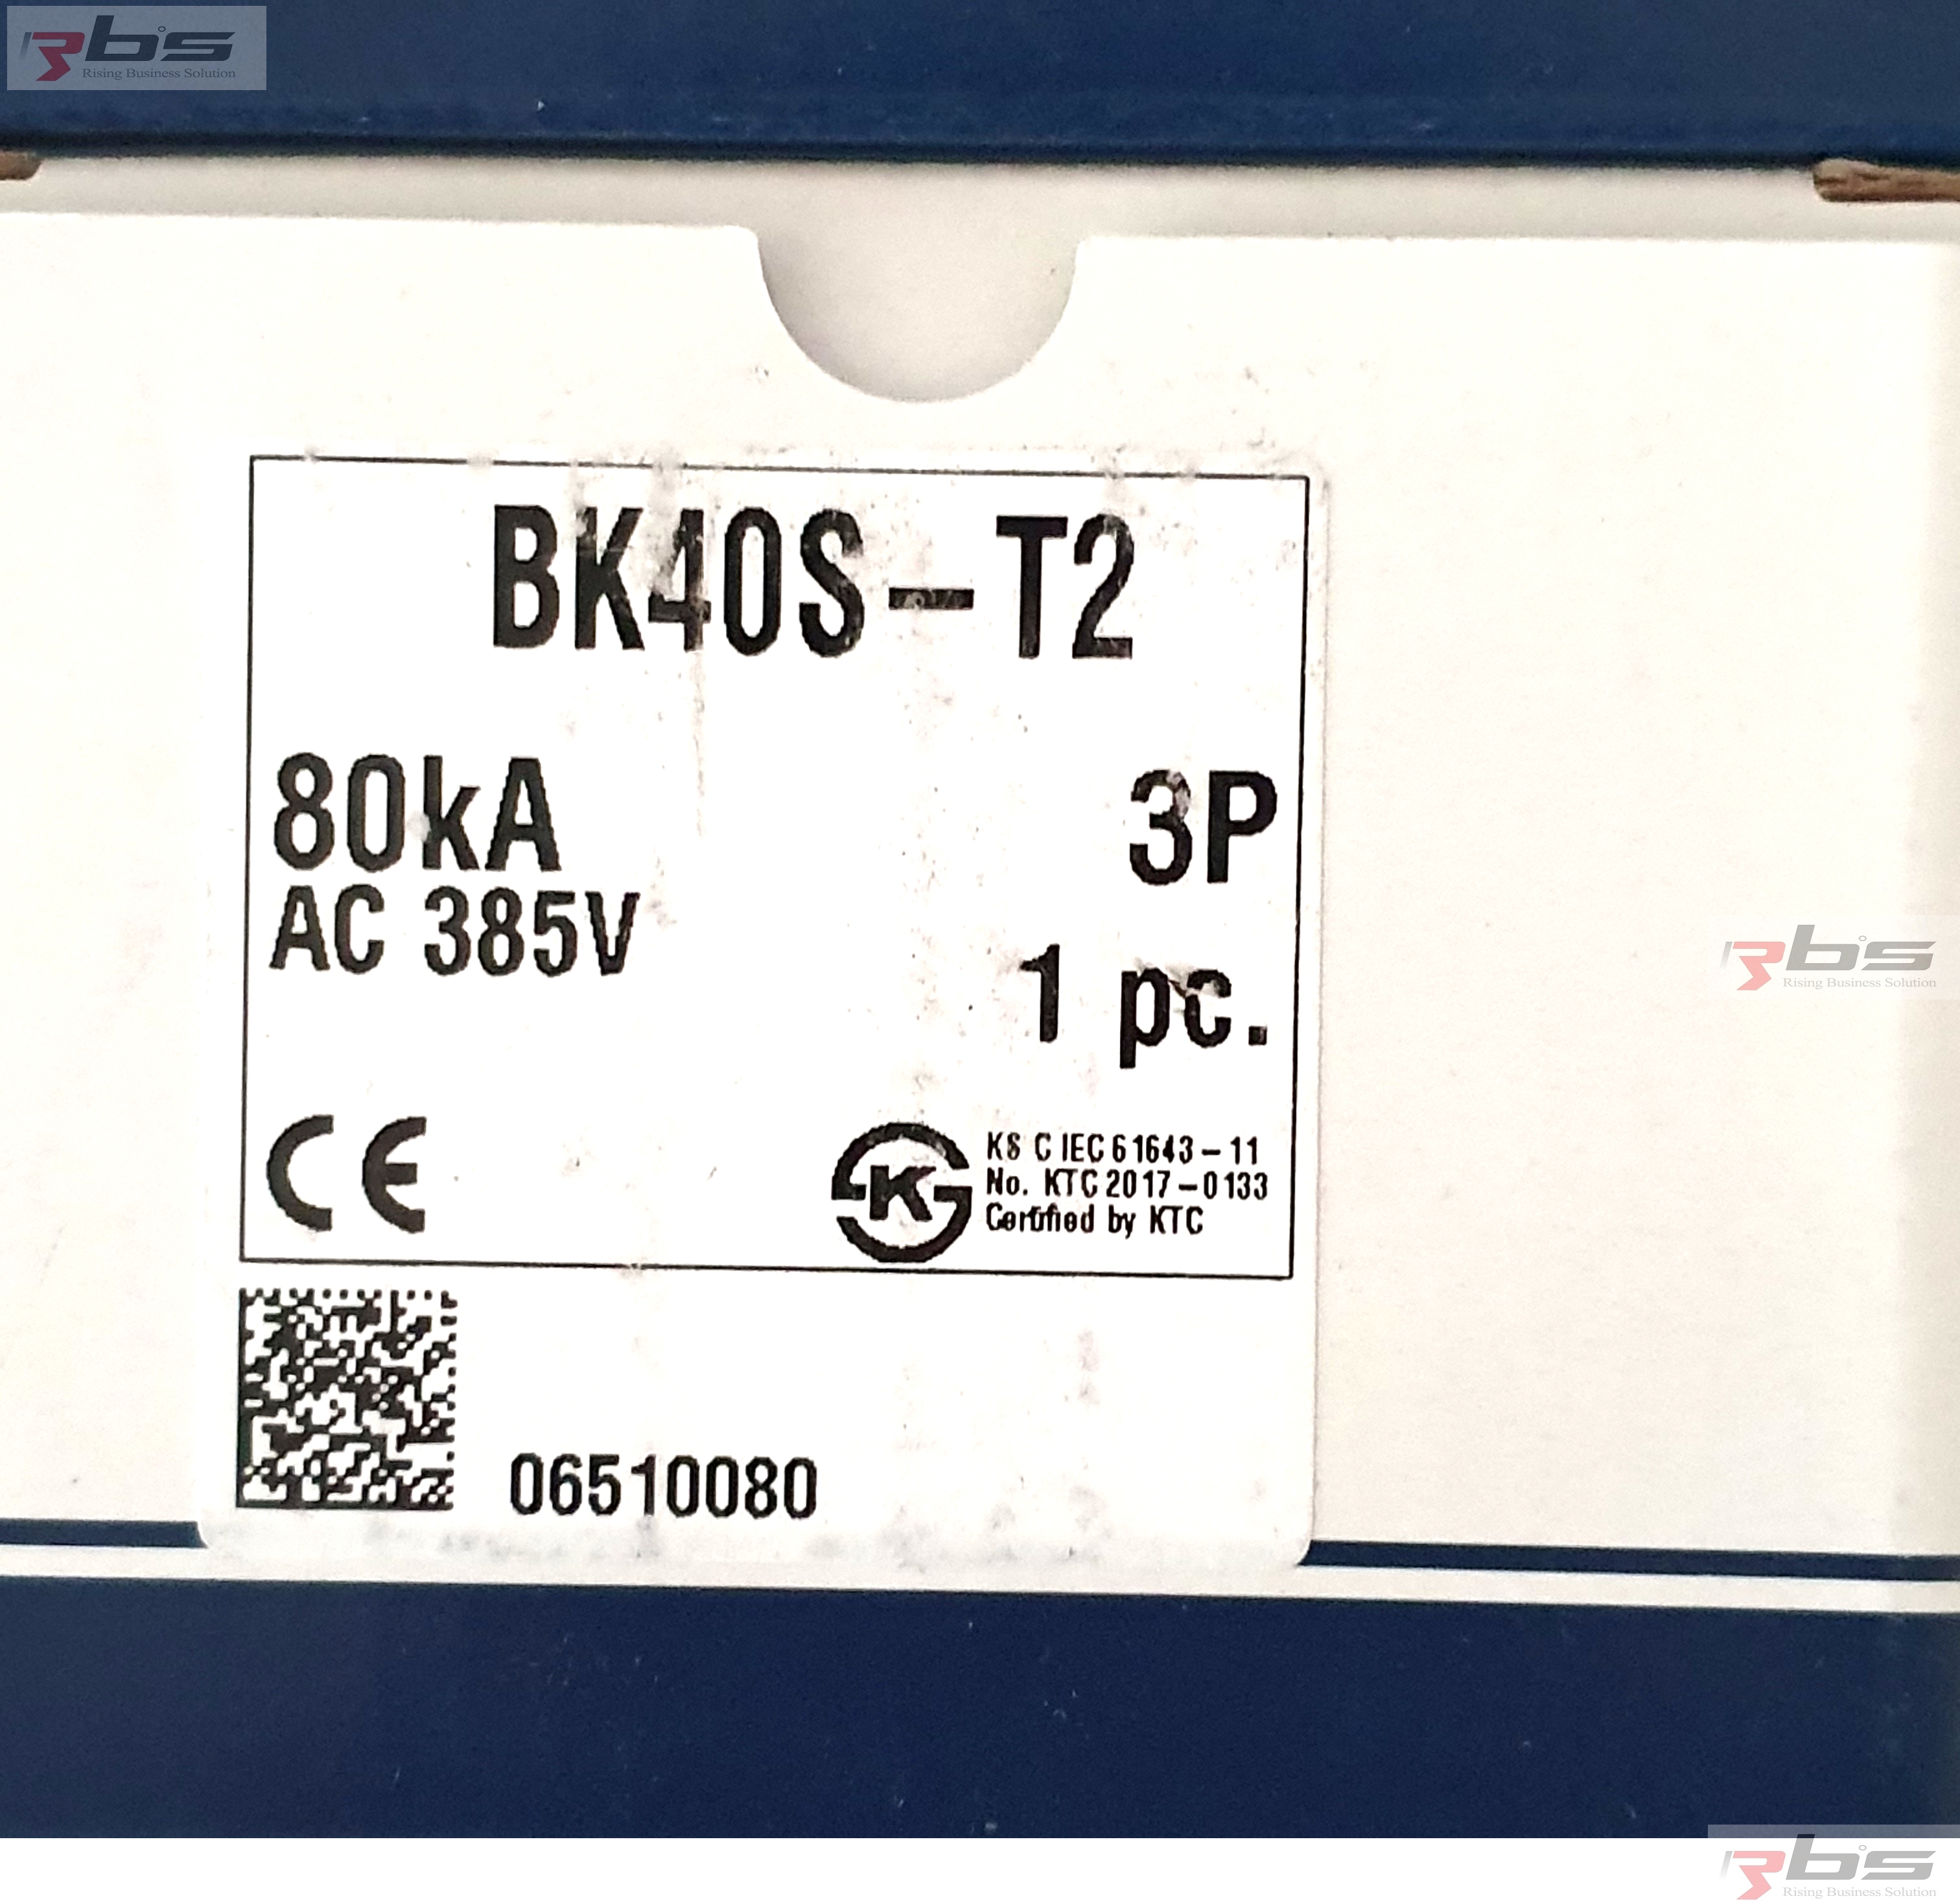 Rbs
Rising Business Solution
BK40S-T2
80kA 3P
AC 385V
1 pc.
CE
K
KS C IEC 61643-11
No. KTC 2017-0133
Certified by KTC
06510080
Rbs
Rising Business Solution
Rbs
Rising Business Solution